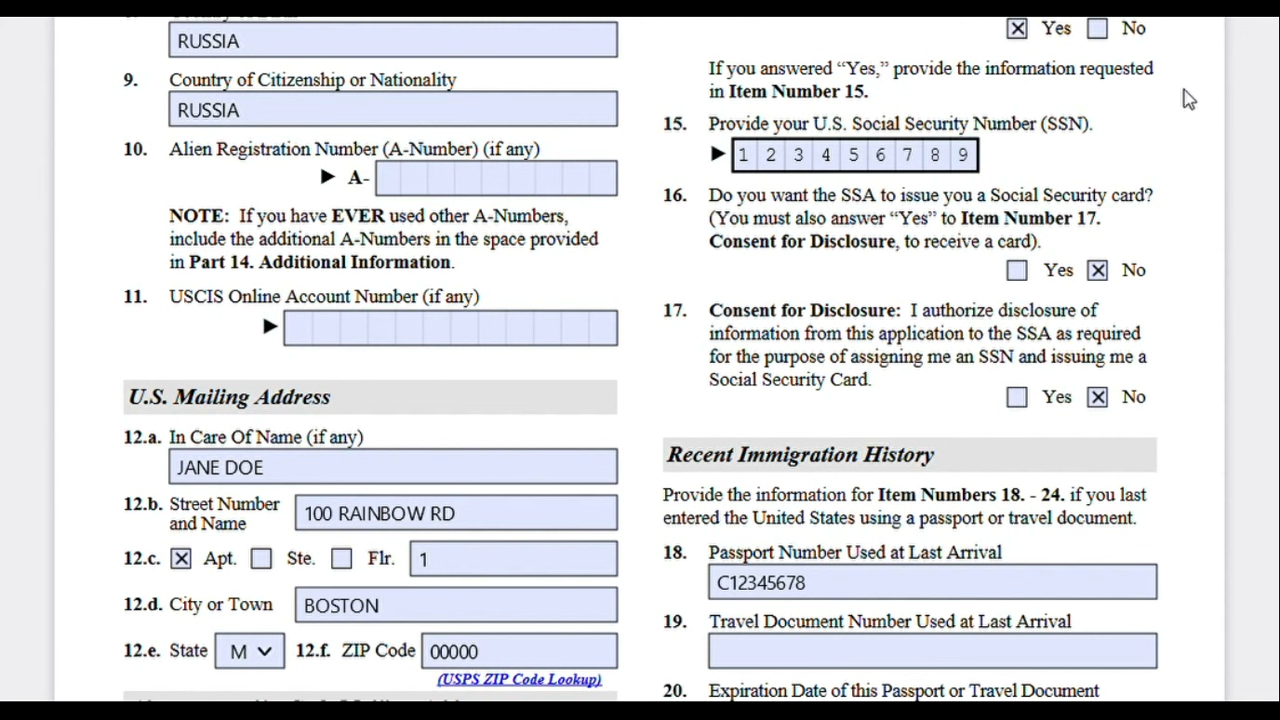 RUSSIA
9. Country of Citizenship or Nationality
RUSSIA
10. Alien Registration Number (A-Number) (if any)
A-
NOTE: If you have EVER used other A-Numbers,
include the additional A-Numbers in the space provided
in Part 14. Additional Information.
11. USCIS Online Account Number (if any)
U.S. Mailing Address
12.a. In Care Of Name (if any)
JANE DOE
12.b. Street Number
and Name
100 RAINBOW RD
12.c. Apt. Ste. Flr. 1
12.d. City or Town BOSTON
12.e. State M 12.f. ZIP Code 00000
(USPS ZIP Code Lookup)
Yes No
If you answered “Yes,” provide the information requested
in Item Number 15.
15. Provide your U.S. Social Security Number (SSN).
1 2 3 4 5 6 7 8 9
16. Do you want the SSA to issue you a Social Security card?
(You must also answer “Yes” to Item Number 17.
Consent for Disclosure, to receive a card).
Yes No
17. Consent for Disclosure: I authorize disclosure of
information from this application to the SSA as required
for the purpose of assigning me an SSN and issuing me a
Social Security Card.
Yes No
Recent Immigration History
Provide the information for Item Numbers 18. - 24. if you last
entered the United States using a passport or travel document.
18. Passport Number Used at Last Arrival
C12345678
19. Travel Document Number Used at Last Arrival
20. Expiration Date of this Passport or Travel Document